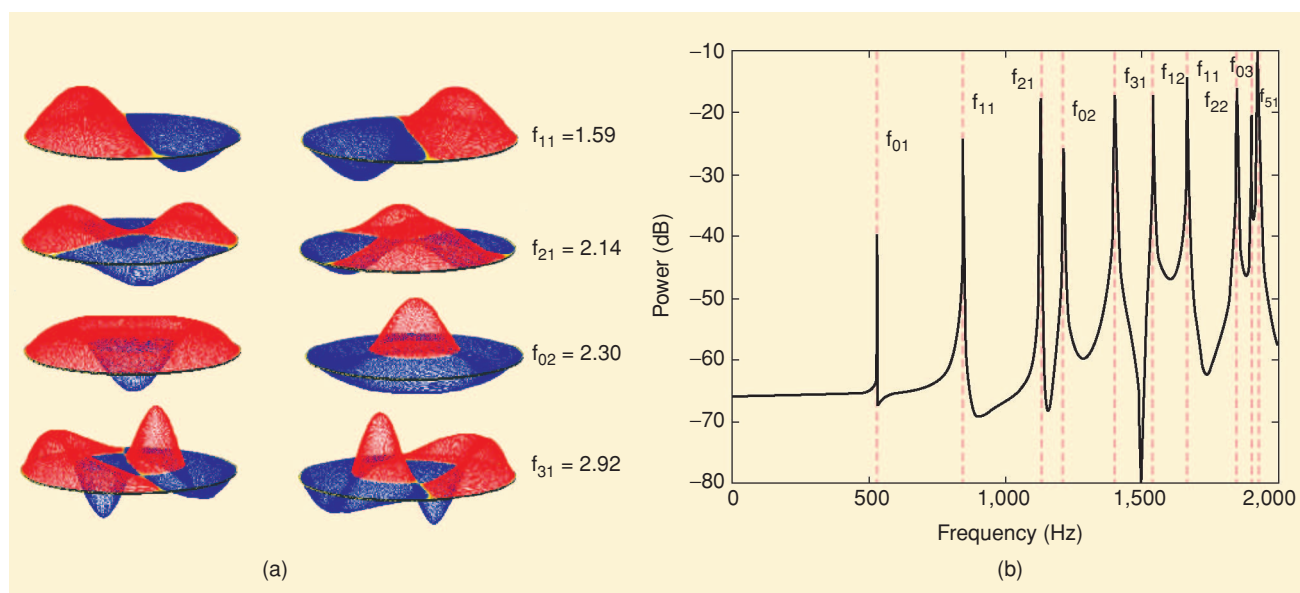 f11 =1.59
f21 = 2.14
f02 = 2.30
f31 = 2.92
(a)
Power (dB)
–10
–20
–30
–40
–50
–60
–70
–80
f01
f11
f21
f02
f31
f12
f11
f22
f03
f51
0
500
1,000
1,500
2,000
Frequency (Hz)
(b)